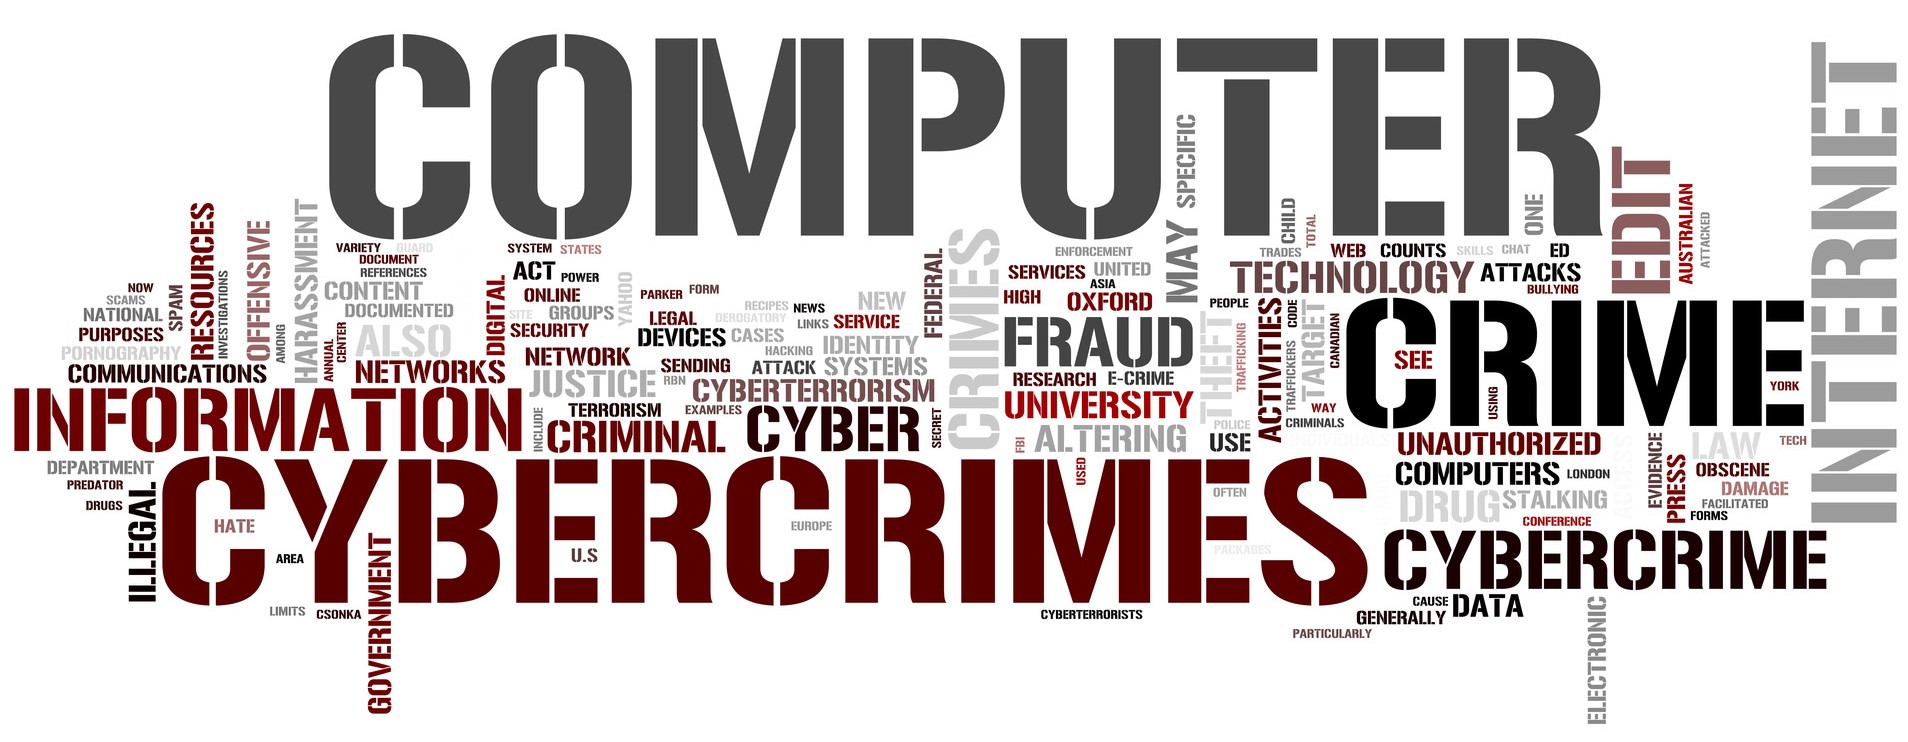 COMPUTER
INTERNET
SPECIFIC
MAY
EDIT
AUSTRALIAN
ATTACKED
ONE
CHILD
TOTAL
RESOURCES
INVESTIGATIONS
OFFENSIVE
AMONG
HARASSMENT
VARIETY
GUARD
DOCUMENT
REFERENCES
CONTENT
DOCUMENTED
ALSO
ANNUAL
CENTER
NETWORKS
NOW
SCAMS
NATIONAL
SPAM
PURPOSES
PORNOGRAPHY
COMMUNICATIONS
INFORMATION
SYSTEM
STATES
ACT
POWER
ONLINE
SITE
GROUPS
YAHOO
DIGITAL
SECURITY
NETWORK
JUSTICE
INCLUDE
TERRORISM
CRIMINAL
PARKER
FORM
LEGAL
DEVICES
RECIPES
NEWS
DEROGATORY
CASES
LINKS
NEW
SERVICE
HACKING
IDENTITY
SENDING
ATTACK
SYSTEMS
RBN
CYBERTERRORISM
EXAMPLES
CYBER
SECRET
FEDERAL
CRIMES
ENFORCEMENT
SERVICES
UNITED
ASIA
HIGH
OXFORD
FRAUD
RESEARCH
E-CRIME
UNIVERSITY
FBI
ALTERING
THEFT
POLICE
USE
PEOPLE
TRAFFICKING
ACTIVITIES
CODE
TRAFFICKERS
TARGET
CANADIAN
WAY
CRIMINALS
INDIVIDUALS
TRADES
WEB
COUNTS
SKILLS
CHAT
ED
TECHNOLOGY
ATTACKS
BULLYING
CRIME
SEE
USING
YORK
UNAUTHORIZED
COMPUTERS
LONDON
DRUG
STALKING
CONFERENCE
ACCESS
EVIDENCE
PRESS
LAW
TECH
OBSCENE
DAMAGE
FACILITATED
FORMS
DEPARTMENT
PREDATOR
DRUGS
ILLEGAL
CYBERCRIMES
HATE
AREA
U.S
EUROPE
USED
OFTEN
PACKAGES
CYBERCRIME
LIMITS
CSONKA
GOVERNMENT
CYBERTERRORISTS
CAUSE
DATA
GENERALLY
PARTICULARLY
ELECTRONIC